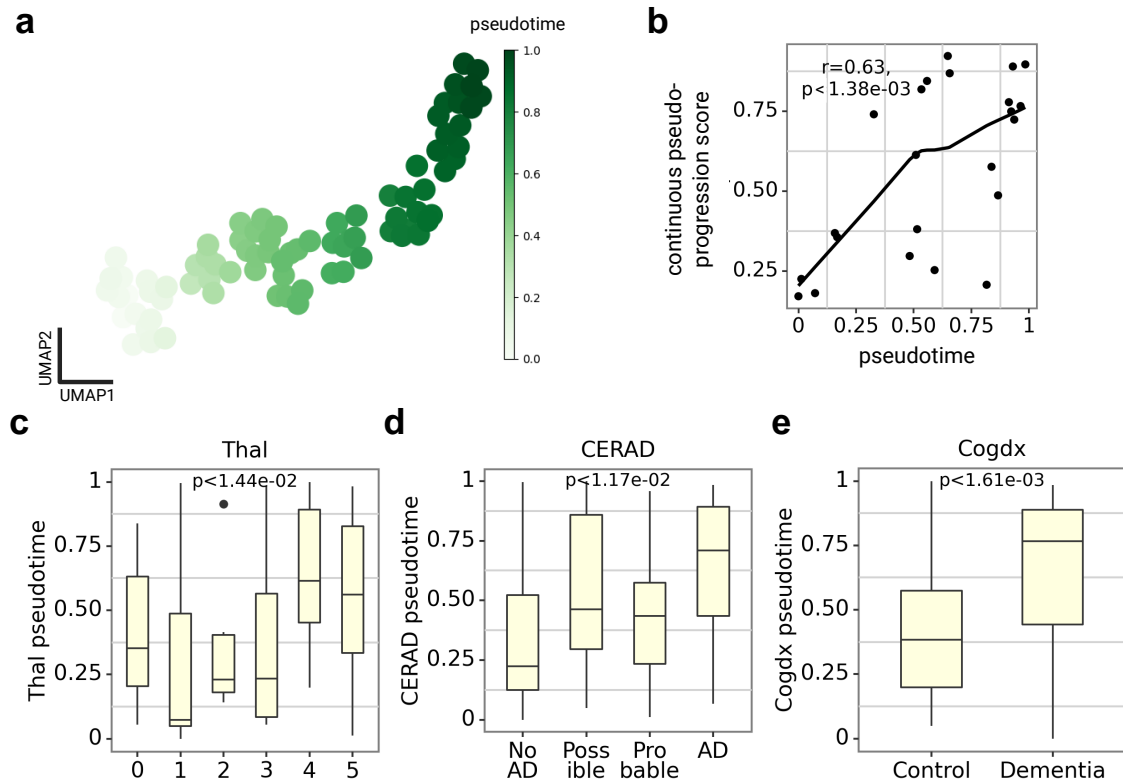 a
pseudotime
1.0
0.8
0.6
0.4
0.2
0.0
UMAP2
UMAP1
b
r=0.63,
p<1.38e-03
continuous pseudo-
progression score
0.75
0.50
0.25
0 0.25 0.50 0.75 1
pseudotime
c
Thal
p<1.44e-02
Thal pseudotime
1
0.75
0.50
0.25
0
0 1 2 3 4 5
d
CERAD
p<1.17e-02
CERAD pseudotime
1
0.75
0.50
0.25
0
No Poss Pro AD
AD ible bable
e
Cogdx
p<1.61e-03
Cogdx pseudotime
1
0.75
0.50
0.25
0
Control Dementia